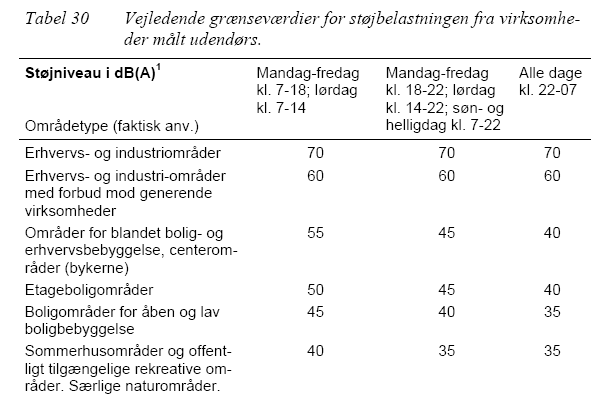 Tabel 30 Vejledende grænseværdier for støjbelastningen fra virksomhe-
der målt udendørs.
Støjniveau i dB(A)1 Mandag-fredag Mandag-fredag Alle dage
kl. 7-18; lørdag kl. 18-22; lørdag kl. 22-07
kl. 7-14 kl. 14-22; søn- og
Områdetype (faktisk anv.) helligdag kl. 7-22
Erhvervs- og industriområder 70 70 70
Erhvervs- og industri-områder 60 60 60
med forbud mod generende
virksomheder
Områder for blandet bolig- og 55 45 40
erhvervsbebyggelse, centerom-
råder (bykerne)
Etageboligområder 50 45 40
Boligområder for åben og lav 45 40 35
boligbebyggelse
Sommerhusområder og offent- 40 35 35
ligt tilgængelige rekreative om-
råder. Særlige naturområder.